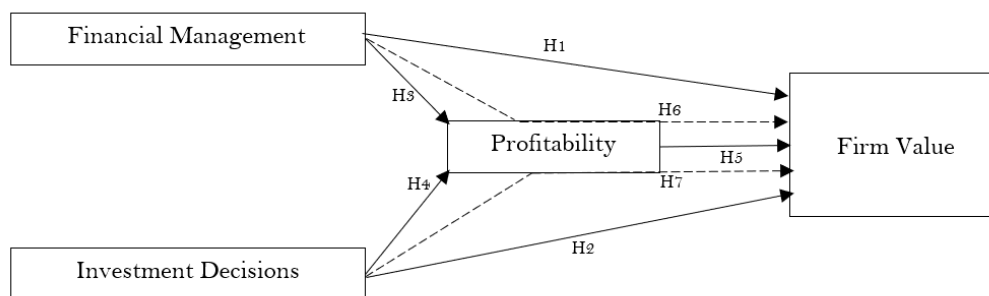 Financial Management
H1
H3
H6
Profitability
Firm Value
H5
H4
H7
H2
Investment Decisions